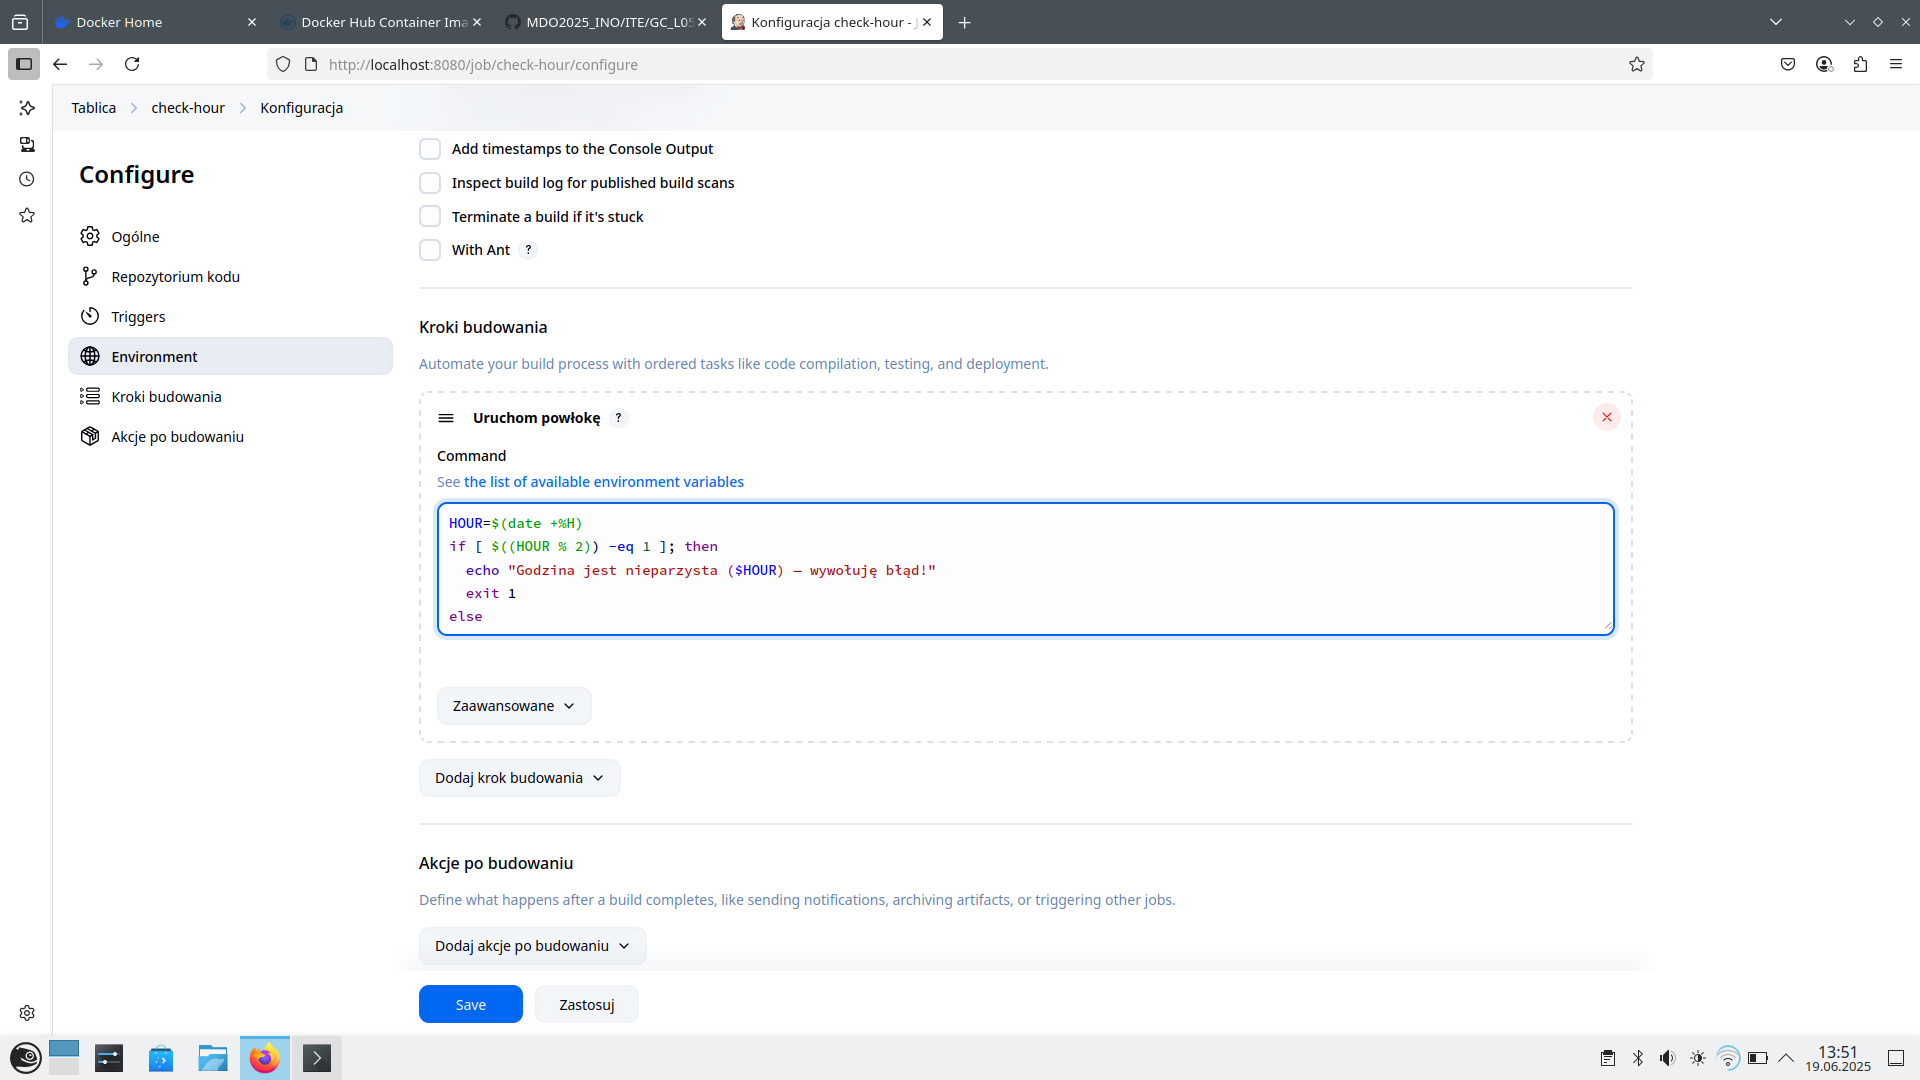 Docker Home
Docker Hub Container Ima
MDO2025_INO/ITE/GC_L05
Konfiguracja check-hour - J
http://localhost:8080/job/check-hour/configure
Tablica
check-hour
Konfiguracja
Configure
Ogólne
Repozytorium kodu
Triggers
Environment
Kroki budowania
Akcje po budowaniu
Add timestamps to the Console Output
Inspect build log for published build scans
Terminate a build if it's stuck
With Ant ?
Kroki budowania
Automate your build process with ordered tasks like code compilation, testing, and deployment.
Uruchom powłokę ?
Command
See the list of available environment variables
HOUR=$(date +%H)
if [ $((HOUR % 2)) -eq 1 ]; then
  echo "Godzina jest nieparzysta ($HOUR) – wywołuję błąd!"
  exit 1
else
Zaawansowane
Dodaj krok budowania
Akcje po budowaniu
Define what happens after a build completes, like sending notifications, archiving artifacts, or triggering other jobs.
Dodaj akcje po budowaniu
Save
Zastosuj
13:51
19.06.2025